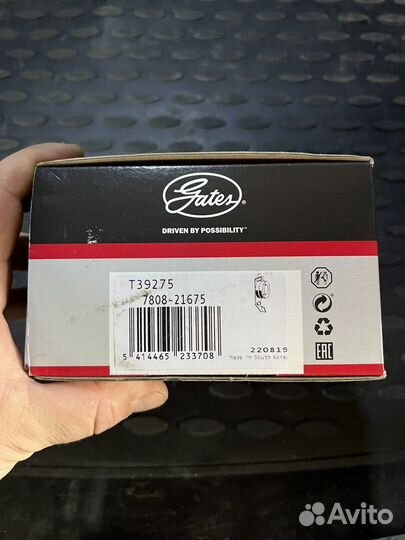 Gates®
DRIVEN BY POSSIBILITY™
T39275
7808-21675
5 414465 233708
220819
Made in South Korea
EAC
Avito